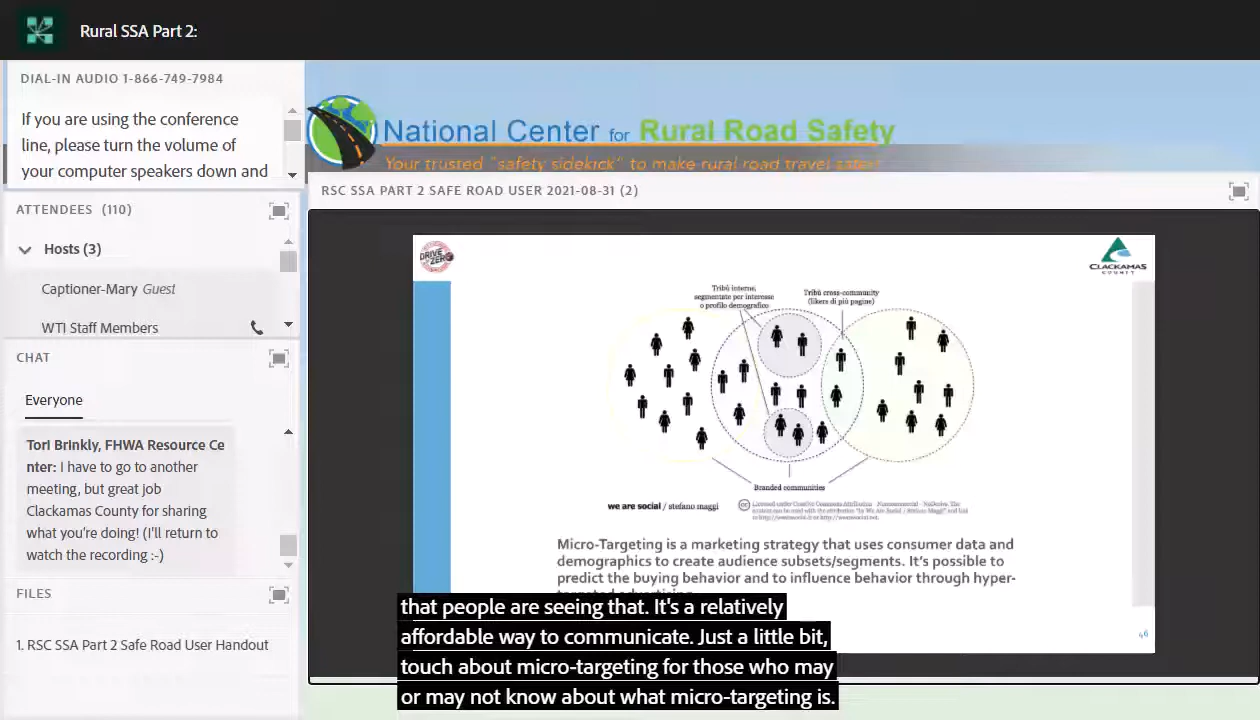 Rural SSA Part 2:
DIAL-IN AUDIO 1-866-749-7984
If you are using the conference
line, please turn the volume of
your computer speakers down and
ATTENDEES (110)
Hosts (3)
Captioner-Mary Guest
WTI Staff Members
CHAT
Everyone
Tori Brinkly, FHWA Resource Ce
nter: I have to go to another
meeting, but great job
Clackamas County for sharing
what you're doing! (I'll return to
watch the recording :-)
FILES
1. RSC SSA Part 2 Safe Road User Handout
National Center for Rural Road Safety
Your trusted "safety sidekick" to make rural road travel safer!
RSC SSA PART 2 SAFE ROAD USER 2021-08-31 (2)
DRIVE
ZERO
CLACKAMAS
COUNTY
Tribù interne,
segmentate per interesse
o profilo demografico
Tribù cross-community
(likers di più pagine)
Branded communities
we are social / stefano maggi
Micro-Targeting is a marketing strategy that uses consumer data and
demographics to create audience subsets/segments. It's possible to
predict the buying behavior and to influence behavior through hyper-
46
that people are seeing that. It's a relatively
affordable way to communicate. Just a little bit,
touch about micro-targeting for those who may
or may not know about what micro-targeting is.